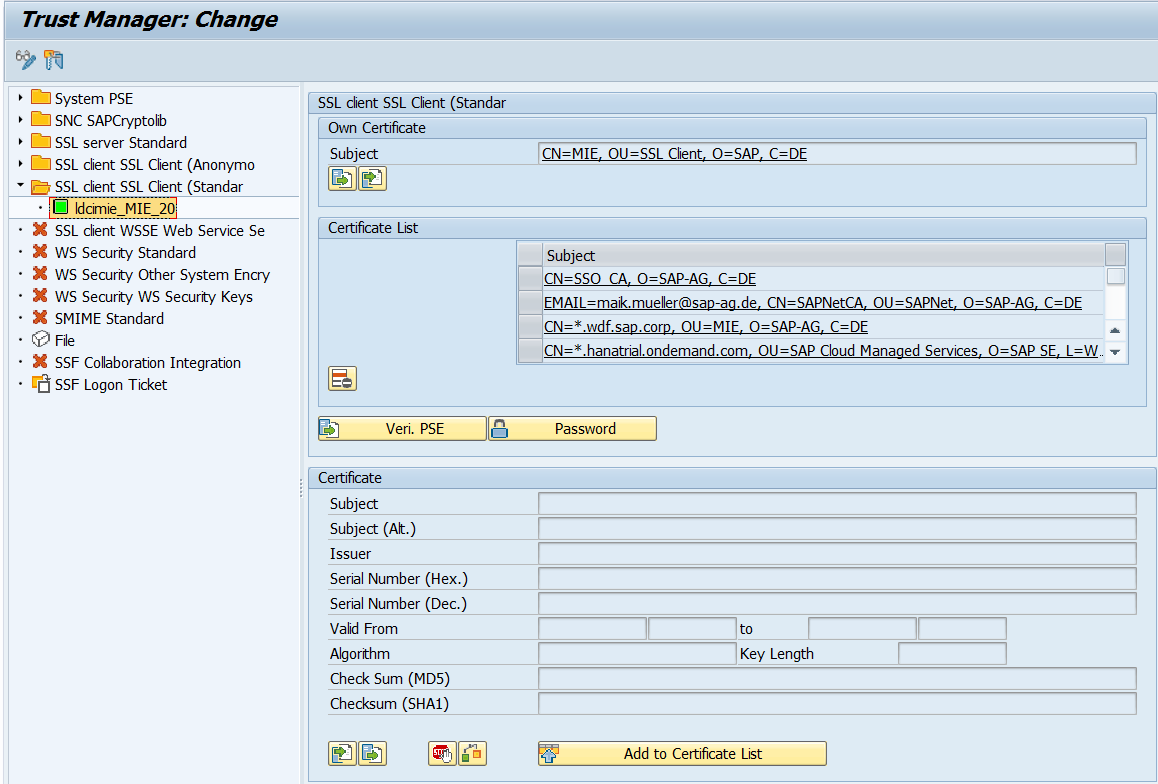 Trust Manager: Change
System PSE
SNC SAPCryptolib
SSL server Standard
SSL client SSL Client (Anonymo
SSL client SSL Client (Standar
ldcimie_MIE_20
SSL client WSSE Web Service Se
WS Security Standard
WS Security Other System Encry
WS Security WS Security Keys
SMIME Standard
File
SSF Collaboration Integration
SSF Logon Ticket
SSL client SSL Client (Standar
Own Certificate
Subject CN=MIE, OU=SSL Client, O=SAP, C=DE
Certificate List
Subject
CN=SSO_CA, O=SAP-AG, C=DE
EMAIL=maik.mueller@sap-ag.de, CN=SAPNetCA, OU=SAPNet, O=SAP-AG, C=DE
CN=*.wdf.sap.corp, OU=MIE, O=SAP-AG, C=DE
CN=*.hanatrial.ondemand.com, OU=SAP Cloud Managed Services, O=SAP SE, L=W...
Veri. PSE Password
Certificate
Subject
Subject (Alt.)
Issuer
Serial Number (Hex.)
Serial Number (Dec.)
Valid From to
Algorithm Key Length
Check Sum (MD5)
Checksum (SHA1)
STOP
Add to Certificate List